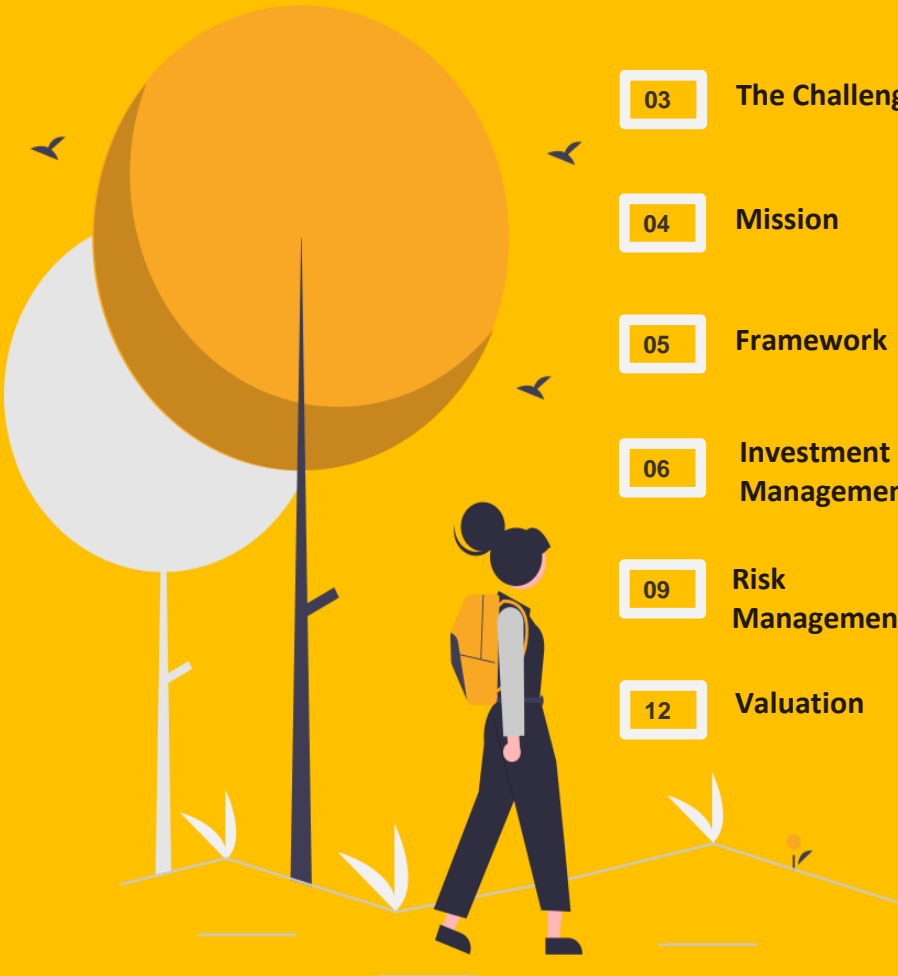 03 The Challeng
04 Mission
05 Framework
06 Investment
Managemen
09 Risk
Managemen
12 Valuation